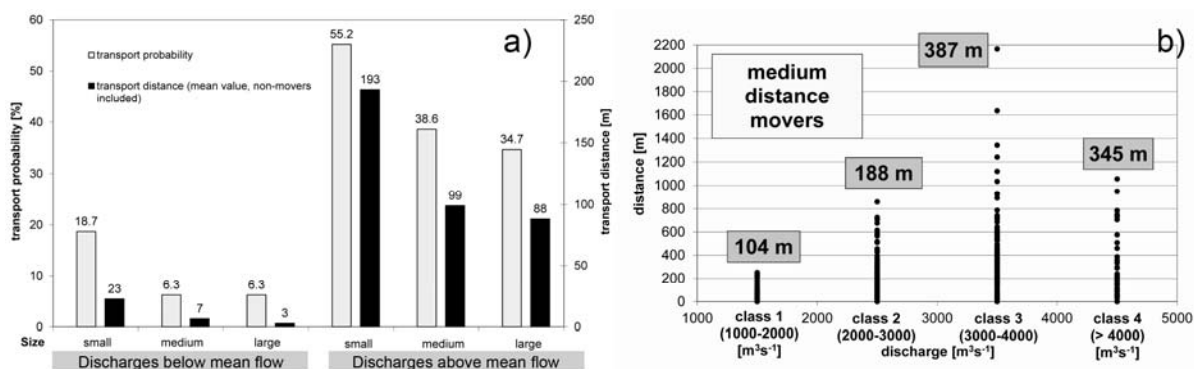 a)
60
50
40
30
20
10
0
transport probability [%]
transport probability
transport distance (mean value, non-movers
included)
18.7
23
6.3
7
6.3
3
55.2
193
38.6
99
34.7
88
250
200
150
100
50
0
transport distance [m]
Size small medium large small medium large
Discharges below mean flow Discharges above mean flow
b)
2200
2000
1800
1600
1400
1200
1000
800
600
400
200
0
distance [m]
medium
distance
movers
104 m
188 m
387 m
345 m
1000 2000 3000 4000 5000
class 1 class 2 class 3 class 4
(1000-2000) (2000-3000) (3000-4000) (> 4000)
[m³s⁻¹] discharge [m³s⁻¹] [m³s⁻¹]